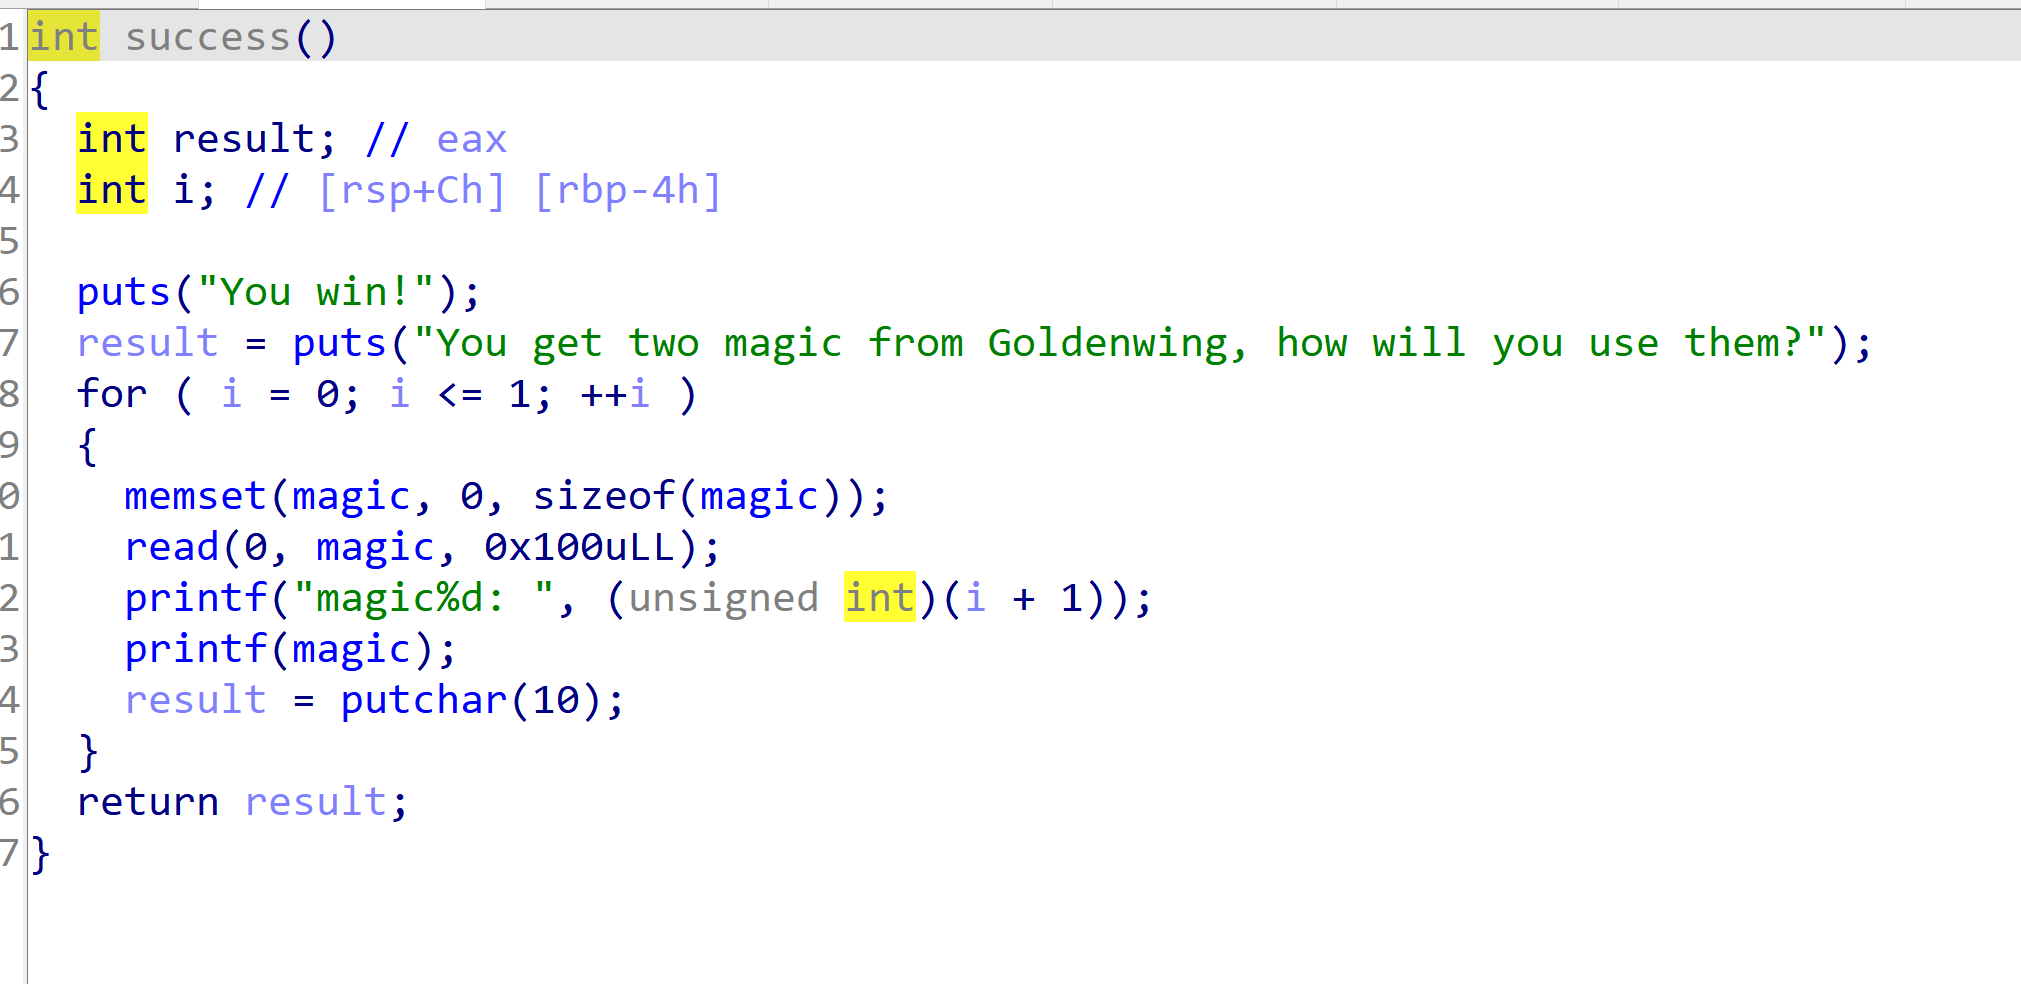 1 int success()
2 {
3   int result; // eax
4   int i; // [rsp+Ch] [rbp-4h]
5
6   puts("You win!");
7   result = puts("You get two magic from Goldenwing, how will you use them?");
8   for ( i = 0; i <= 1; ++i )
9   {
0     memset(magic, 0, sizeof(magic));
1     read(0, magic, 0x100uLL);
2     printf("magic%d: ", (unsigned int)(i + 1));
3     printf(magic);
4     result = putchar(10);
5   }
6   return result;
7 }